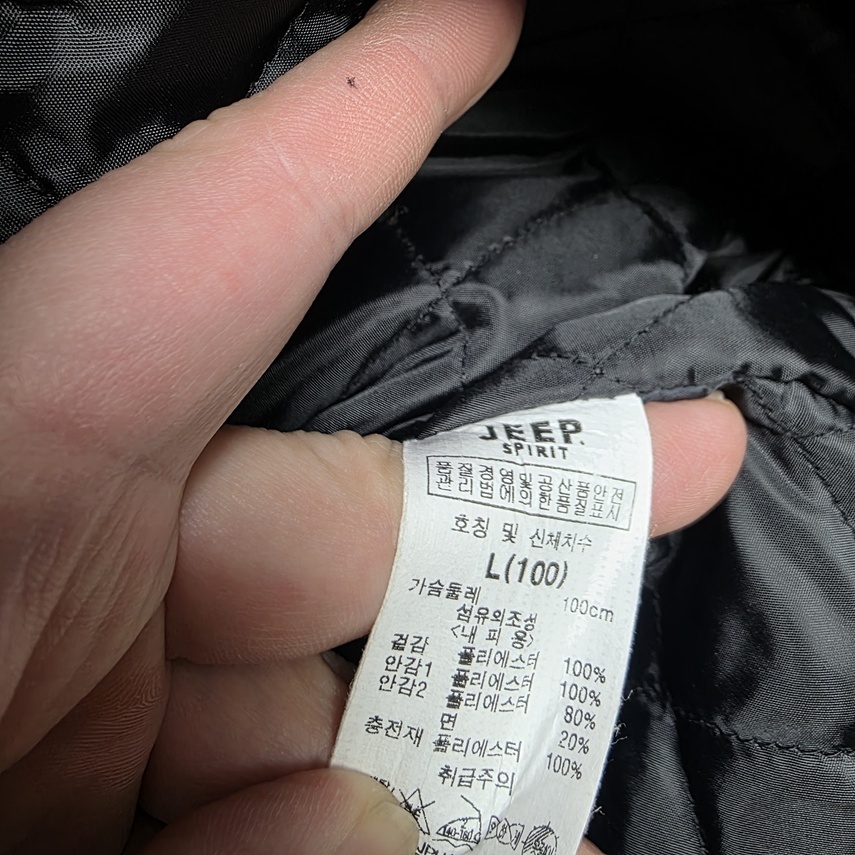 JEEP
SPIRIT
품질경영및공산품안전
관리법에의한품질표시
호칭 및 신체치수
L(100)
가슴둘레 100cm
섬유의조성
<내 피 용>
겉감 폴리에스터 100%
안감1 폴리에스터 100%
안감2 폴리에스터 80%
면 20%
충전재 폴리에스터 100%
취급주의